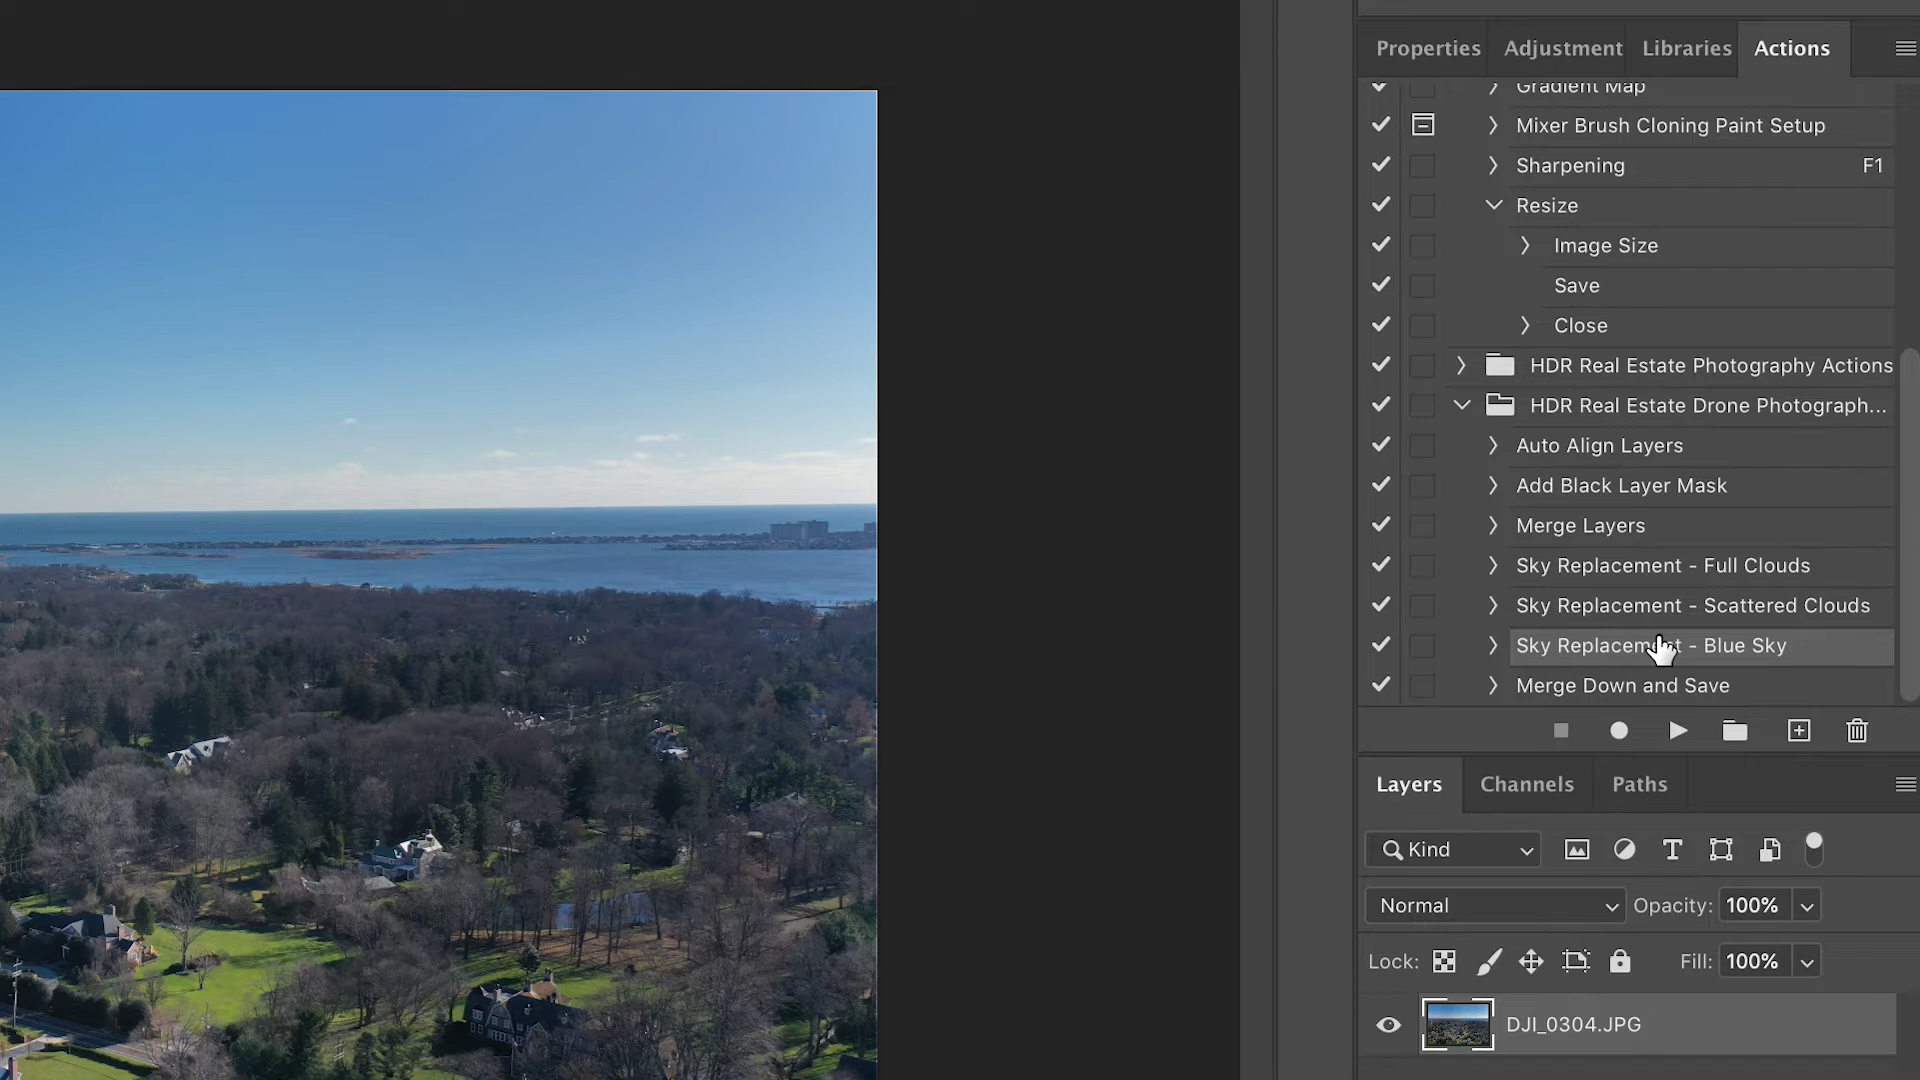 Properties Adjustment Libraries Actions
Gradient Map
Mixer Brush Cloning Paint Setup
Sharpening F1
Resize
Image Size
Save
Close
HDR Real Estate Photography Actions
HDR Real Estate Drone Photograph...
Auto Align Layers
Add Black Layer Mask
Merge Layers
Sky Replacement - Full Clouds
Sky Replacement - Scattered Clouds
Sky Replacement - Blue Sky
Merge Down and Save
Layers Channels Paths
Kind
Normal Opacity: 100%
Lock: Fill: 100%
DJI_0304.JPG